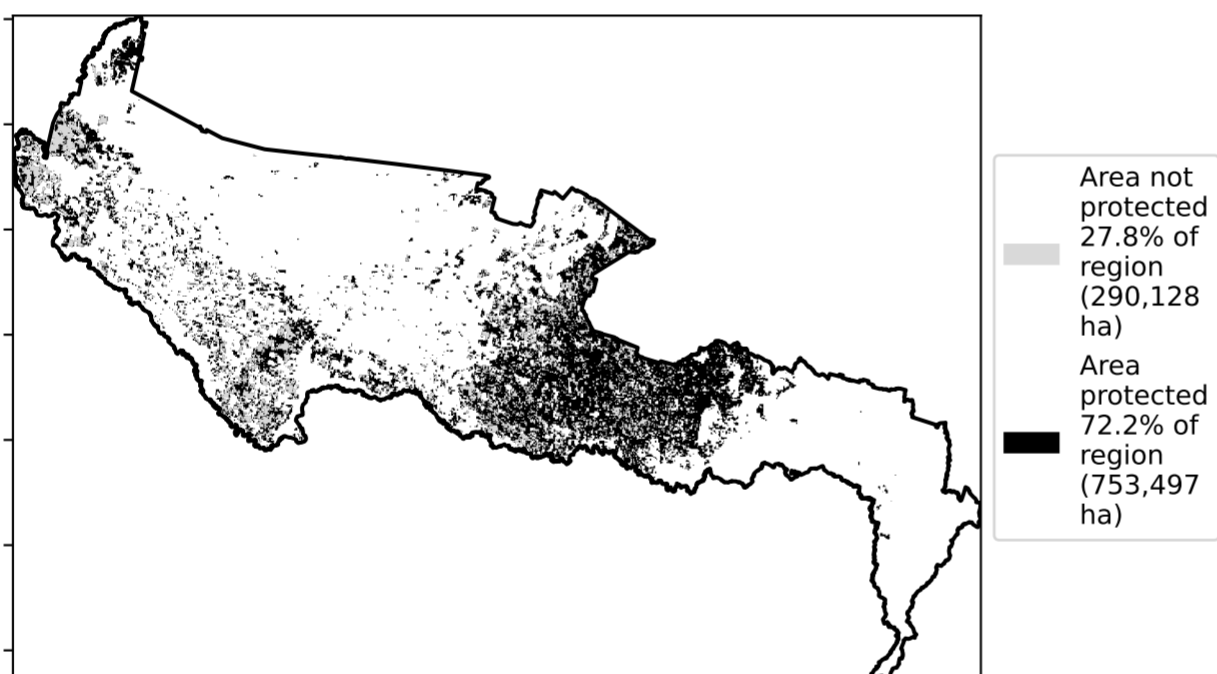 Area not
protected
27.8% of
region
(290,128
ha)
Area
protected
72.2% of
region
(753,497
ha)